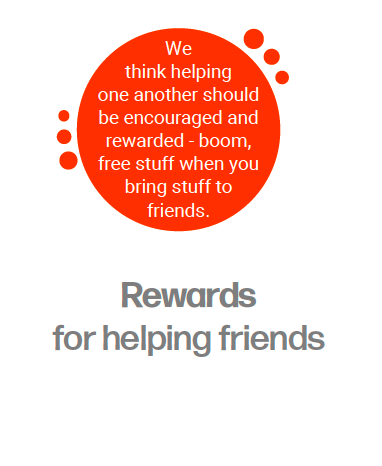 We
think helping
one another should
be encouraged and
rewarded - boom,
free stuff when you
bring stuff to
friends.
Rewards
for helping friends